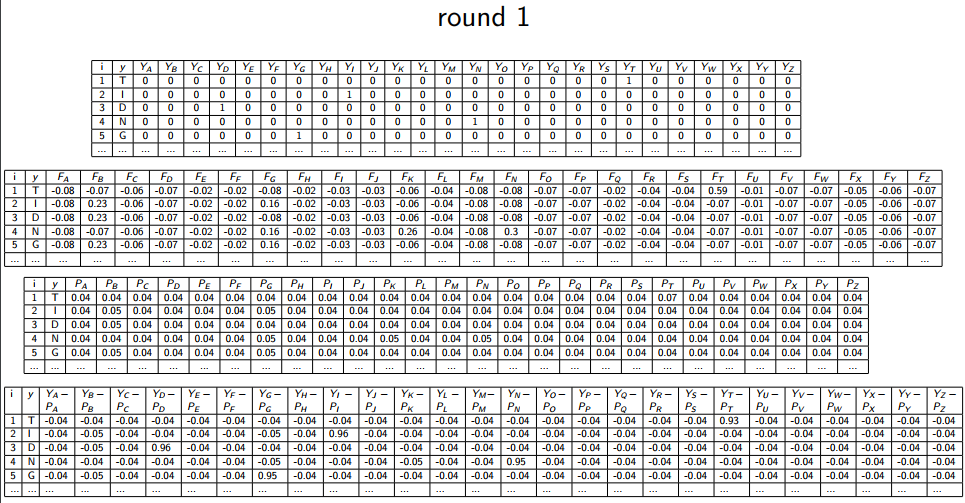 round 1
i y Y_A Y_B Y_C Y_D Y_E Y_F Y_G Y_H Y_I Y_J Y_K Y_L Y_M Y_N Y_O Y_P Y_Q Y_R Y_S Y_T Y_U Y_V Y_W Y_X Y_Y Y_Z
1 T 0 0 0 0 0 0 0 0 0 0 0 0 0 0 0 0 0 0 0 1 0 0 0 0 0 0
2 I 0 0 0 0 0 0 0 0 1 0 0 0 0 0 0 0 0 0 0 0 0 0 0 0 0 0
3 D 0 0 0 1 0 0 0 0 0 0 0 0 0 0 0 0 0 0 0 0 0 0 0 0 0 0
4 N 0 0 0 0 0 0 0 0 0 0 0 0 0 1 0 0 0 0 0 0 0 0 0 0 0 0
5 G 0 0 0 0 0 0 1 0 0 0 0 0 0 0 0 0 0 0 0 0 0 0 0 0 0 0
... ... ... ... ... ... ... ... ... ... ... ... ... ... ... ... ... ... ... ... ... ... ... ... ... ... ... ...
i y F_A F_B F_C F_D F_E F_F F_G F_H F_I F_J F_K F_L F_M F_N F_O F_P F_Q F_R F_S F_T F_U F_V F_W F_X F_Y F_Z
1 T -0.08 -0.07 -0.06 -0.07 -0.02 -0.02 -0.08 -0.02 -0.03 -0.03 -0.06 -0.04 -0.08 -0.08 -0.07 -0.07 -0.02 -0.04 -0.04 0.59 -0.01 -0.07 -0.07 -0.05 -0.06 -0.07
2 I -0.08 0.23 -0.06 -0.07 -0.02 -0.02 0.16 -0.02 -0.03 -0.03 -0.06 -0.04 -0.08 -0.08 -0.07 -0.07 -0.02 -0.04 -0.04 -0.07 -0.01 -0.07 -0.07 -0.05 -0.06 -0.07
3 D -0.08 0.23 -0.06 -0.07 -0.02 -0.02 -0.08 -0.02 -0.03 -0.03 -0.06 -0.04 -0.08 -0.08 -0.07 -0.07 -0.02 -0.04 -0.04 -0.07 -0.01 -0.07 -0.07 -0.05 -0.06 -0.07
4 N -0.08 -0.07 -0.06 -0.07 -0.02 -0.02 0.16 -0.02 -0.03 -0.03 0.26 -0.04 -0.08 0.3 -0.07 -0.07 -0.02 -0.04 -0.04 -0.07 -0.01 -0.07 -0.07 -0.05 -0.06 -0.07
5 G -0.08 0.23 -0.06 -0.07 -0.02 -0.02 0.16 -0.02 -0.03 -0.03 -0.06 -0.04 -0.08 -0.08 -0.07 -0.07 -0.02 -0.04 -0.04 -0.07 -0.01 -0.07 -0.07 -0.05 -0.06 -0.07
... ... ... ... ... ... ... ... ... ... ... ... ... ... ... ... ... ... ... ... ... ... ... ... ... ... ... ...
i y P_A P_B P_C P_D P_E P_F P_G P_H P_I P_J P_K P_L P_M P_N P_O P_P P_Q P_R P_S P_T P_U P_V P_W P_X P_Y P_Z
1 T 0.04 0.04 0.04 0.04 0.04 0.04 0.04 0.04 0.04 0.04 0.04 0.04 0.04 0.04 0.04 0.04 0.04 0.04 0.04 0.07 0.04 0.04 0.04 0.04 0.04 0.04
2 I 0.04 0.05 0.04 0.04 0.04 0.04 0.05 0.04 0.04 0.04 0.04 0.04 0.04 0.04 0.04 0.04 0.04 0.04 0.04 0.04 0.04 0.04 0.04 0.04 0.04 0.04
3 D 0.04 0.05 0.04 0.04 0.04 0.04 0.04 0.04 0.04 0.04 0.04 0.04 0.04 0.04 0.04 0.04 0.04 0.04 0.04 0.04 0.04 0.04 0.04 0.04 0.04 0.04
4 N 0.04 0.04 0.04 0.04 0.04 0.04 0.05 0.04 0.04 0.04 0.05 0.04 0.04 0.05 0.04 0.04 0.04 0.04 0.04 0.04 0.04 0.04 0.04 0.04 0.04 0.04
5 G 0.04 0.05 0.04 0.04 0.04 0.04 0.05 0.04 0.04 0.04 0.04 0.04 0.04 0.04 0.04 0.04 0.04 0.04 0.04 0.04 0.04 0.04 0.04 0.04 0.04 0.04
... ... ... ... ... ... ... ... ... ... ... ... ... ... ... ... ... ... ... ... ... ... ... ... ... ... ... ...
i y Y_A − Y_B − Y_C − Y_D − Y_E − Y_F − Y_G − Y_H − Y_I − Y_J − Y_K − Y_L − Y_M − Y_N − Y_O − Y_P − Y_Q − Y_R − Y_S − Y_T − Y_U − Y_V − Y_W − Y_X − Y_Y − Y_Z −
P_A P_B P_C P_D P_E P_F P_G P_H P_I P_J P_K P_L P_M P_N P_O P_P P_Q P_R P_S P_T P_U P_V P_W P_X P_Y P_Z
1 T -0.04 -0.04 -0.04 -0.04 -0.04 -0.04 -0.04 -0.04 -0.04 -0.04 -0.04 -0.04 -0.04 -0.04 -0.04 -0.04 -0.04 -0.04 -0.04 0.93 -0.04 -0.04 -0.04 -0.04 -0.04 -0.04
2 I -0.04 -0.05 -0.04 -0.04 -0.04 -0.04 -0.05 -0.04 0.96 -0.04 -0.04 -0.04 -0.04 -0.04 -0.04 -0.04 -0.04 -0.04 -0.04 -0.04 -0.04 -0.04 -0.04 -0.04 -0.04 -0.04
3 D -0.04 -0.05 -0.04 0.96 -0.04 -0.04 -0.04 -0.04 -0.04 -0.04 -0.04 -0.04 -0.04 -0.04 -0.04 -0.04 -0.04 -0.04 -0.04 -0.04 -0.04 -0.04 -0.04 -0.04 -0.04 -0.04
4 N -0.04 -0.04 -0.04 -0.04 -0.04 -0.04 -0.05 -0.04 -0.04 -0.04 -0.05 -0.04 -0.04 0.95 -0.04 -0.04 -0.04 -0.04 -0.04 -0.04 -0.04 -0.04 -0.04 -0.04 -0.04 -0.04
5 G -0.04 -0.05 -0.04 -0.04 -0.04 -0.04 0.95 -0.04 -0.04 -0.04 -0.04 -0.04 -0.04 -0.04 -0.04 -0.04 -0.04 -0.04 -0.04 -0.04 -0.04 -0.04 -0.04 -0.04 -0.04 -0.04
... ... ... ... ... ... ... ... ... ... ... ... ... ... ... ... ... ... ... ... ... ... ... ... ... ... ... ...